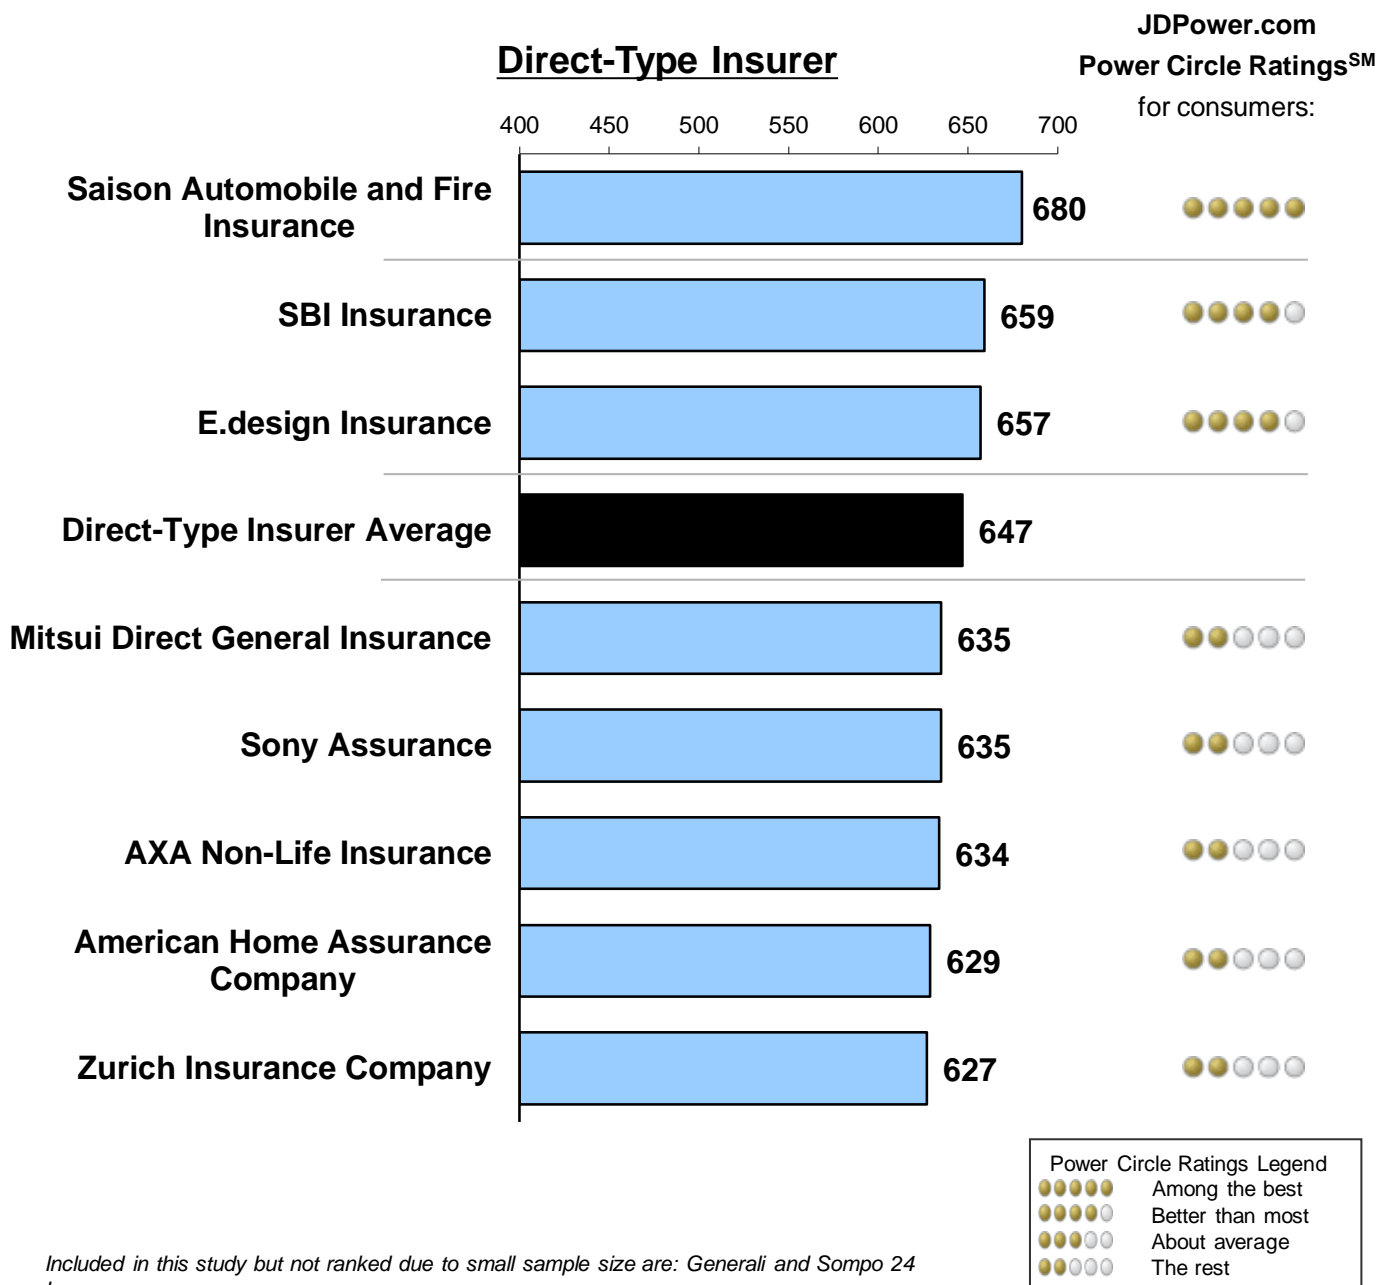 JDPower.com
Direct-Type Insurer
Power Circle RatingsSM
for consumers:
400 450 500 550 600 650 700
Saison Automobile and Fire
Insurance
680
SBI Insurance
659
E.design Insurance
657
Direct-Type Insurer Average
647
Mitsui Direct General Insurance
635
Sony Assurance
635
AXA Non-Life Insurance
634
American Home Assurance
Company
629
Zurich Insurance Company
627
Power Circle Ratings Legend
Among the best
Better than most
About average
The rest
Included in this study but not ranked due to small sample size are: Generali and Sompo 24